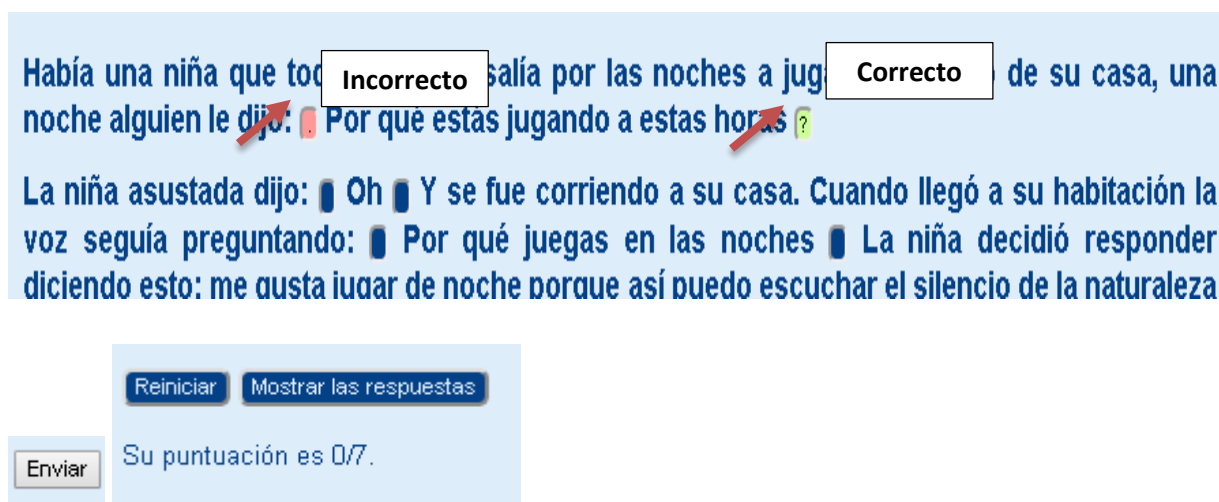 Había una niña que Incorrecto salía por las noches a Correcto de su casa, una
noche alguien le dijo: . Por qué estás jugando a estas horas ?
La niña asustada dijo: Oh Y se fue corriendo a su casa. Cuando llegó a su habitación la
voz seguía preguntando: Por qué juegas en las noches La niña decidió responder
diciendo esto: me gusta jugar de noche porque así puedo escuchar el silencio de la naturaleza
Reiniciar Mostrar las respuestas
Su puntuación es 0/7.
Enviar